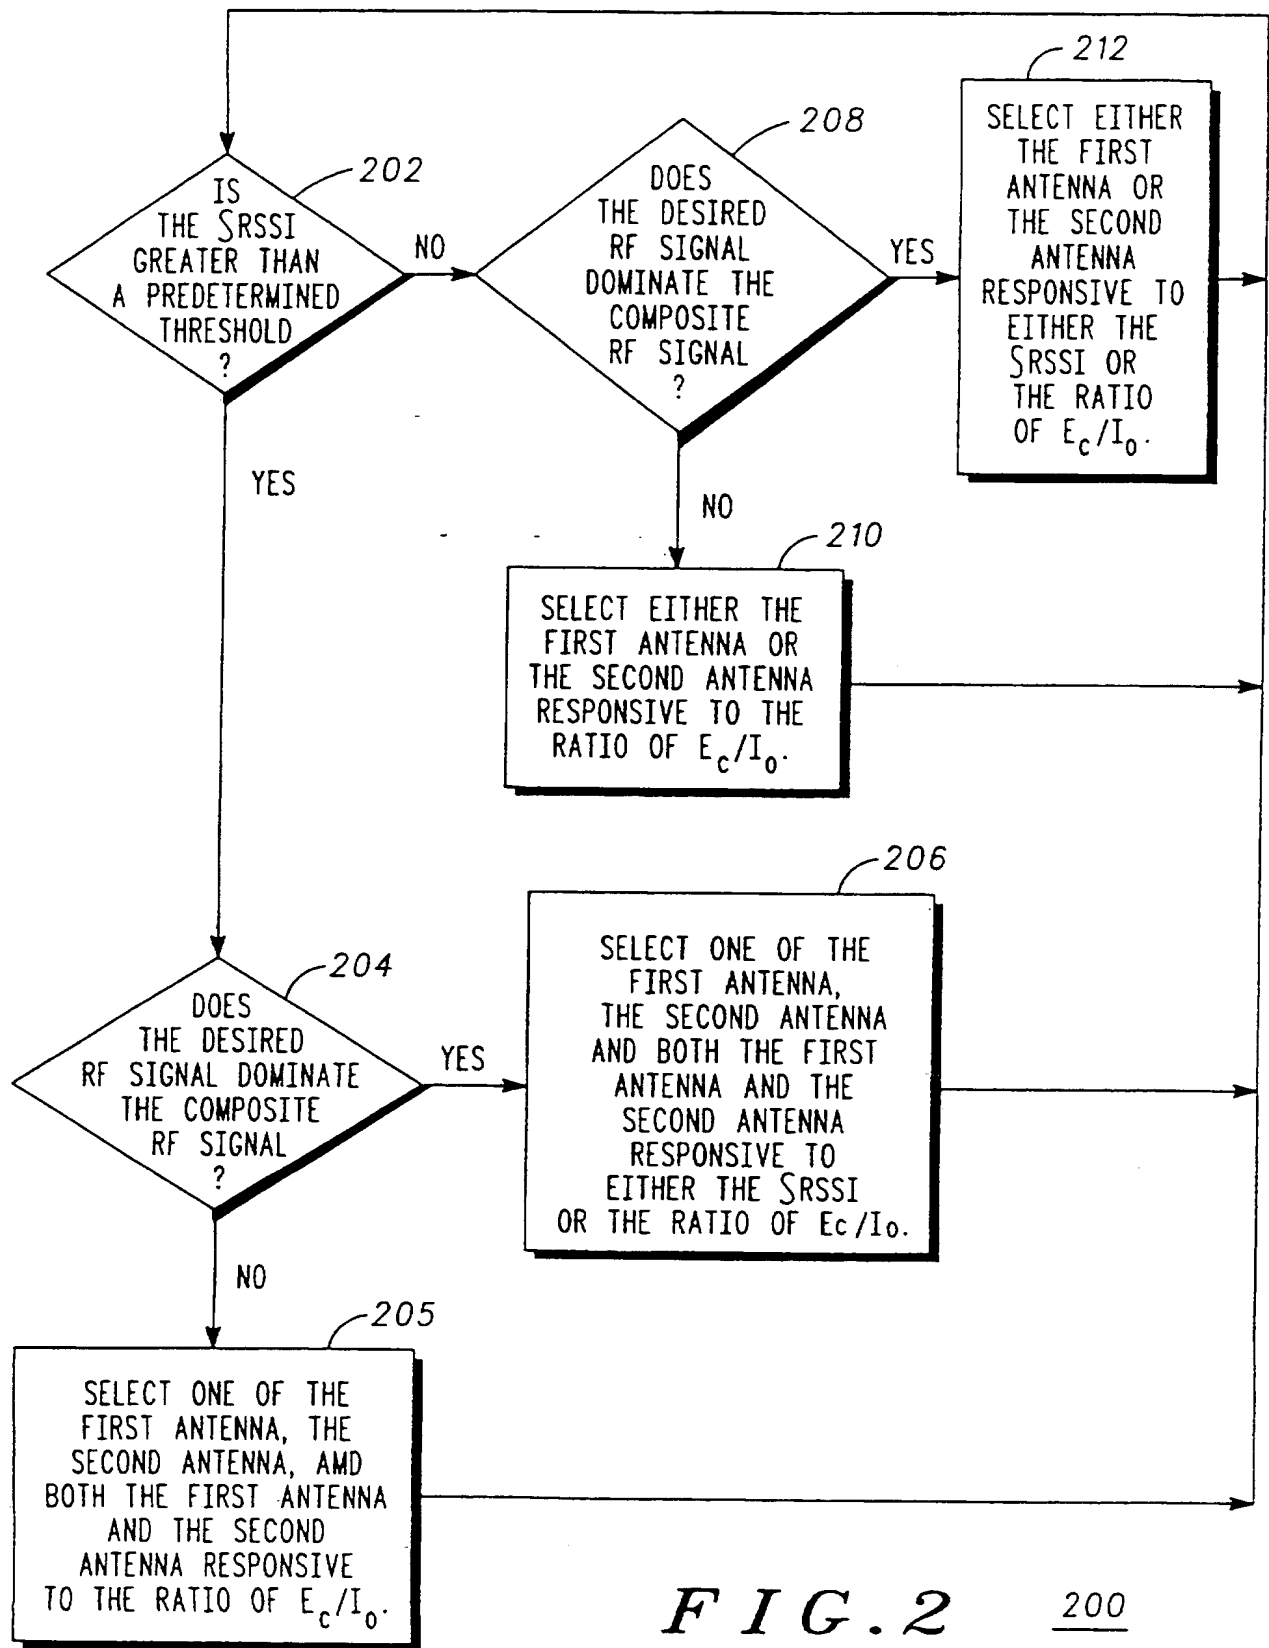 202
IS
THE SRSSI
GREATER THAN
A PREDETERMINED
THRESHOLD
?
NO
YES
208
DOES
THE DESIRED
RF SIGNAL
DOMINATE THE
COMPOSITE
RF SIGNAL
?
YES
NO
212
SELECT EITHER
THE FIRST
ANTENNA OR
THE SECOND
ANTENNA
RESPONSIVE TO
EITHER THE
SRSSI OR
THE RATIO
OF Ec/Io.
210
SELECT EITHER THE
FIRST ANTENNA OR
THE SECOND ANTENNA
RESPONSIVE TO THE
RATIO OF Ec/Io.
204
DOES
THE DESIRED
RF SIGNAL DOMINATE
THE COMPOSITE
RF SIGNAL
?
YES
NO
206
SELECT ONE OF THE
FIRST ANTENNA,
THE SECOND ANTENNA
AND BOTH THE FIRST
ANTENNA AND THE
SECOND ANTENNA
RESPONSIVE TO
EITHER THE SRSSI
OR THE RATIO OF Ec/Io.
205
SELECT ONE OF THE
FIRST ANTENNA, THE
SECOND ANTENNA, AMD
BOTH THE FIRST ANTENNA
AND THE SECOND
ANTENNA RESPONSIVE
TO THE RATIO OF Ec/Io.
FIG.2 200